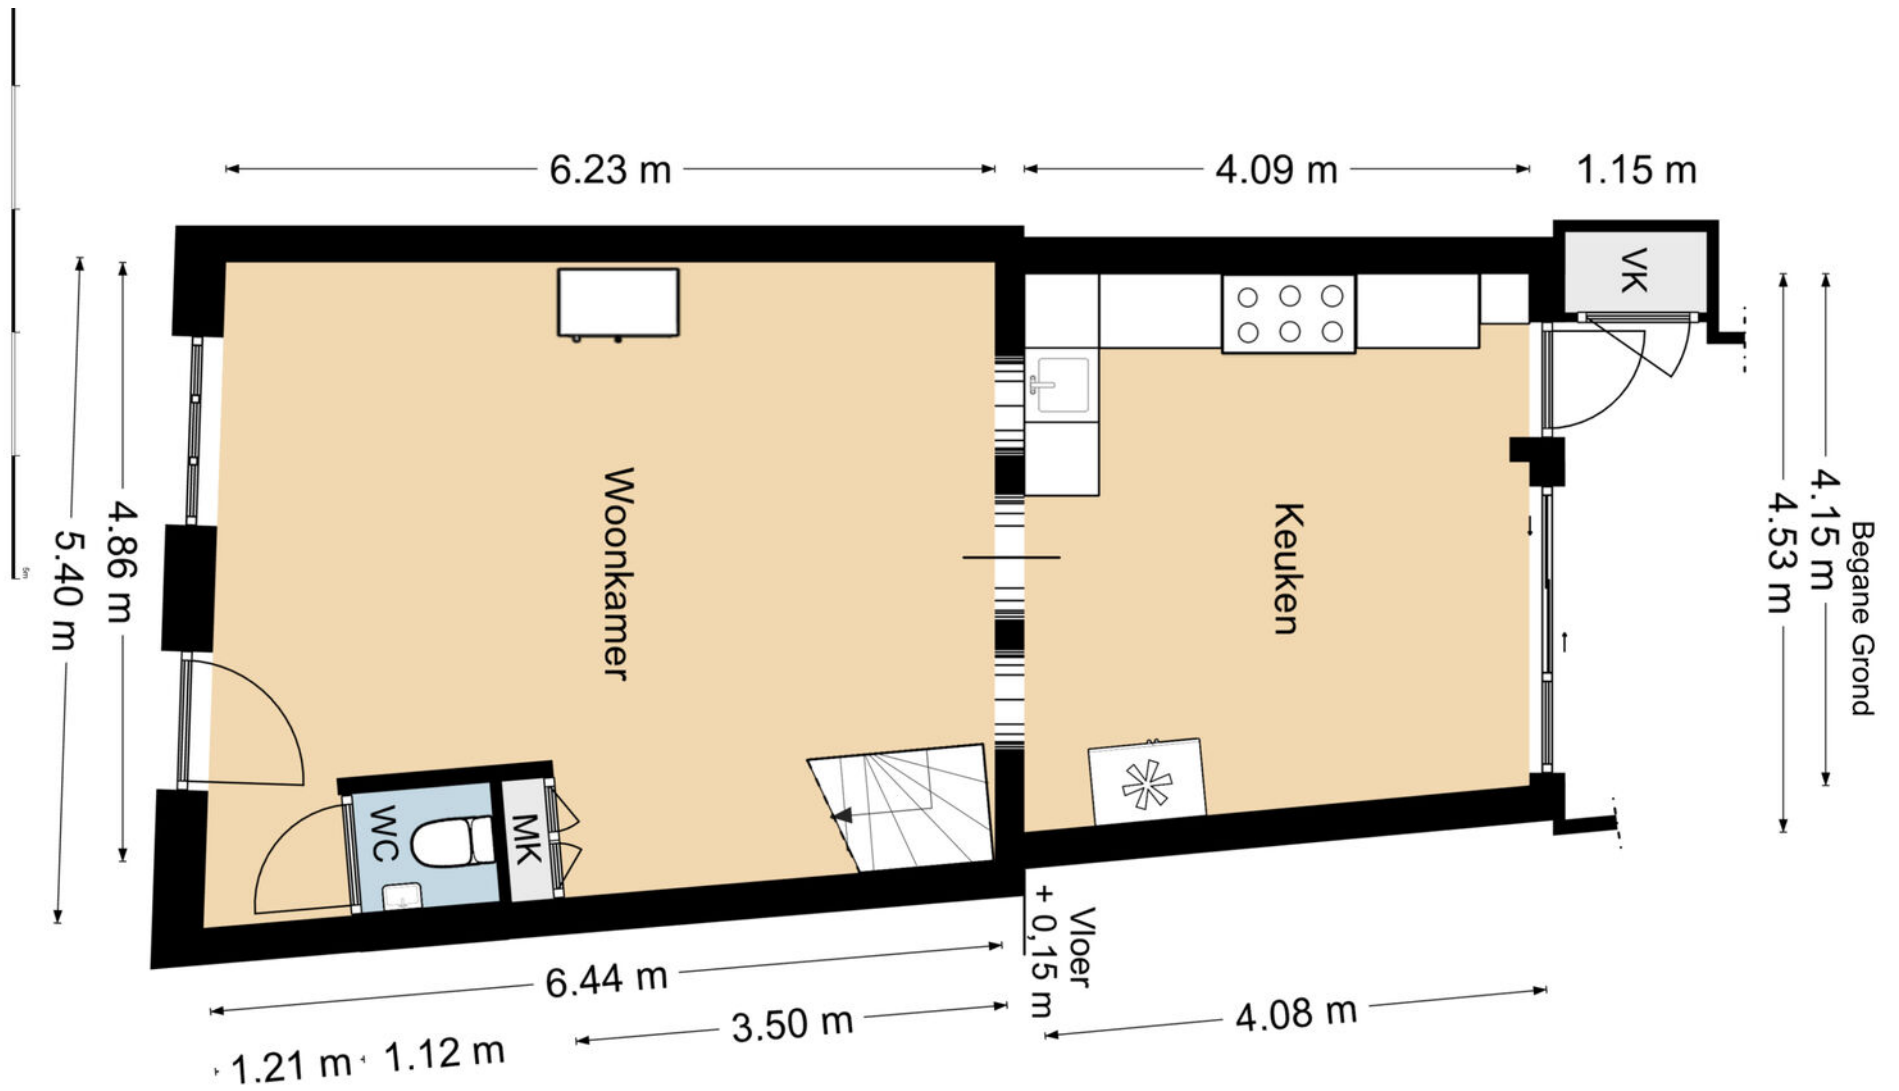 6.23 m
4.09 m
1.15 m
VK
4.86 m
5.40 m
Woonkamer
Keuken
4.15 m
4.53 m
Begane Grond
5m
WC
MK
Vloer
+ 0,15 m
6.44 m
3.50 m
4.08 m
1.21 m
1.12 m